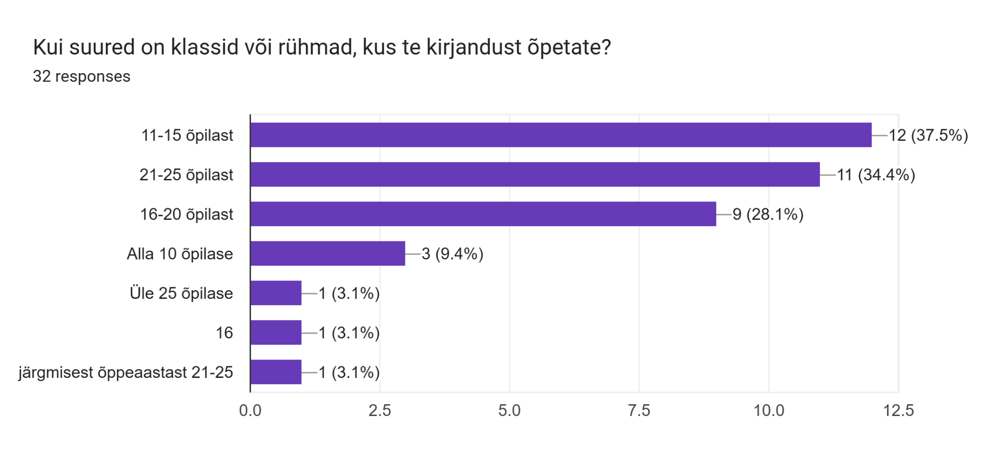 Kui suured on klassid või rühmad, kus te kirjandust õpetate?
32 responses
11-15 õpilast
12 (37.5%)
21-25 õpilast
11 (34.4%)
16-20 õpilast
9 (28.1%)
Alla 10 õpilase
3 (9.4%)
Üle 25 õpilase
1 (3.1%)
16
1 (3.1%)
järgmisest õppeaastast 21-25
1 (3.1%)
0.0 2.5 5.0 7.5 10.0 12.5